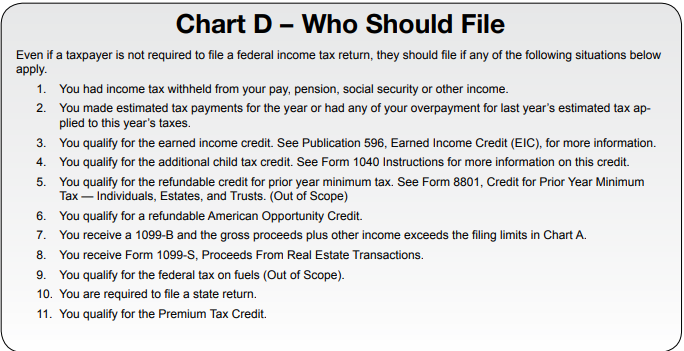 Chart D – Who Should File
Even if a taxpayer is not required to file a federal income tax return, they should file if any of the following situations below
apply.
1. You had income tax withheld from your pay, pension, social security or other income.
2. You made estimated tax payments for the year or had any of your overpayment for last year's estimated tax ap-
plied to this year's taxes.
3. You qualify for the earned income credit. See Publication 596, Earned Income Credit (EIC), for more information.
4. You qualify for the additional child tax credit. See Form 1040 Instructions for more information on this credit.
5. You qualify for the refundable credit for prior year minimum tax. See Form 8801, Credit for Prior Year Minimum
Tax — Individuals, Estates, and Trusts. (Out of Scope)
6. You qualify for a refundable American Opportunity Credit.
7. You receive a 1099-B and the gross proceeds plus other income exceeds the filing limits in Chart A.
8. You receive Form 1099-S, Proceeds From Real Estate Transactions.
9. You qualify for the federal tax on fuels (Out of Scope).
10. You are required to file a state return.
11. You qualify for the Premium Tax Credit.